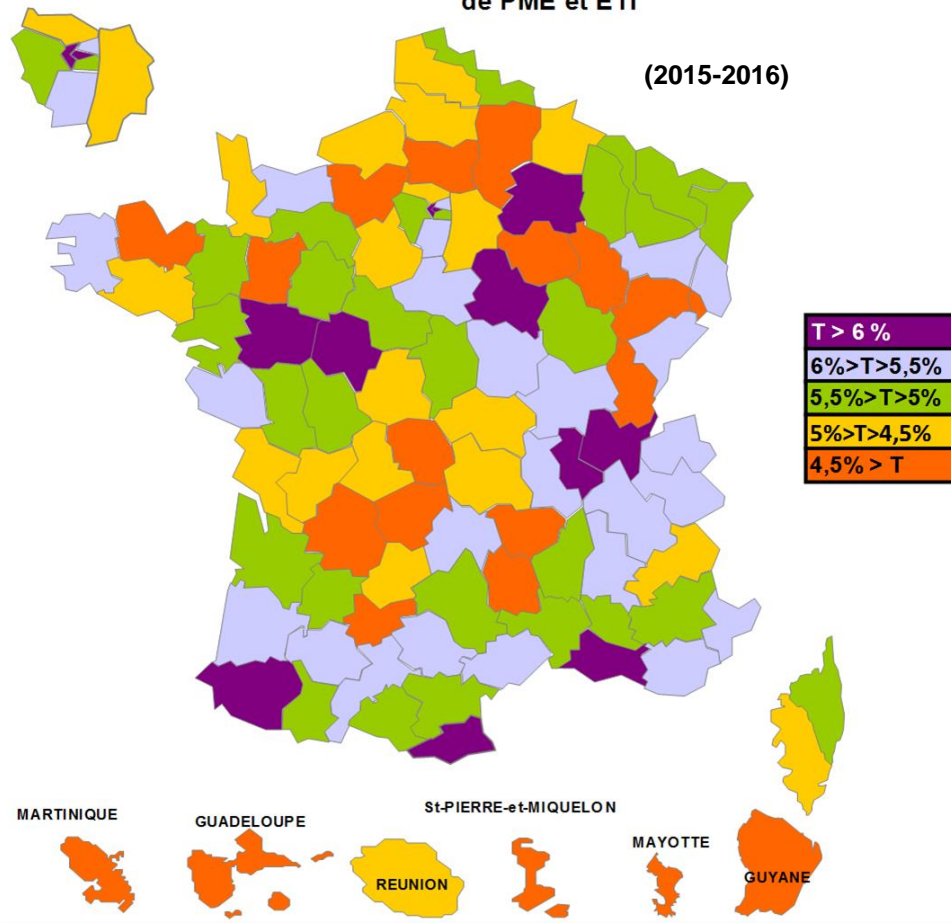 de PME et ETI
(2015-2016)
T > 6 %
6%>T>5,5%
5,5%>T>5%
5%>T>4,5%
4,5% > T
MARTINIQUE
GUADELOUPE
St-PIERRE-et-MIQUELON
MAYOTTE
REUNION
GUYANE